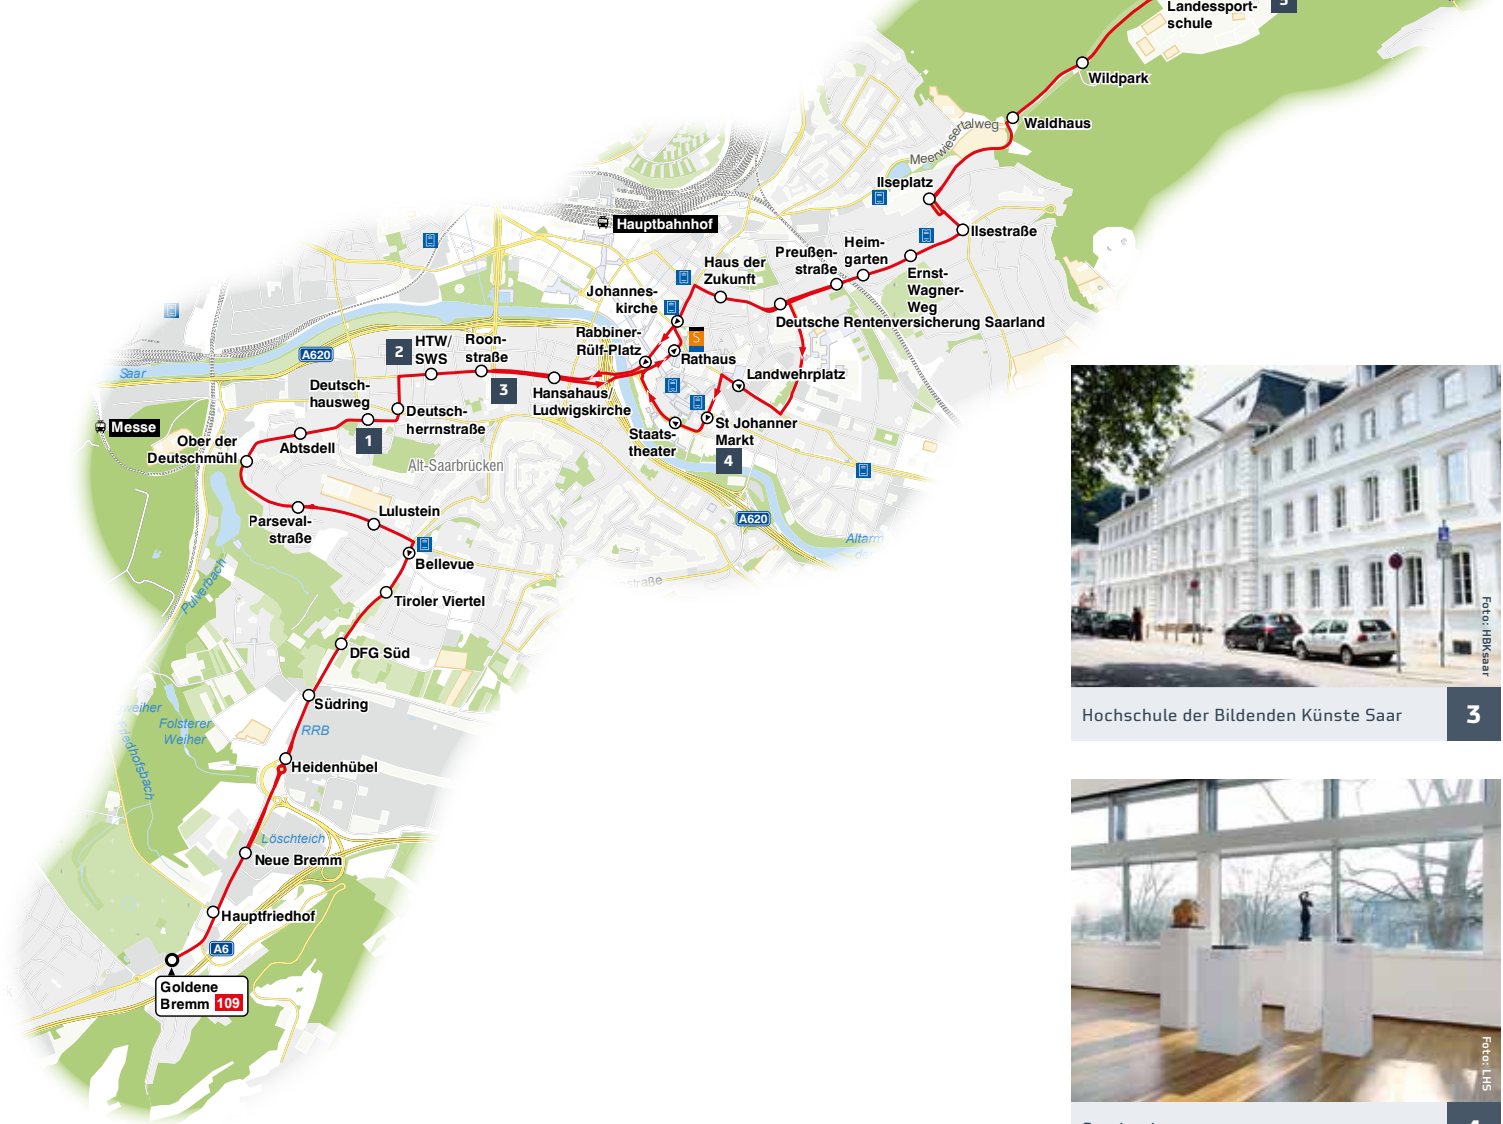 Landessport-
schule
Wildpark
Waldhaus
Meerwiesertalweg
Ilseplatz
Ilsestraße
Hauptbahnhof
Heim-
garten
Preußen-
straße
Ernst-
Wagner-
Weg
Haus der
Zukunft
Johannes-
kirche
Deutsche Rentenversicherung Saarland
Rabbiner-
Rülf-Platz
S
Rathaus
Landwehrplatz
HTW/
SWS
2
Roon-
straße
3
A620
Saar
Hansahaus/
Ludwigskirche
Deutsch-
hausweg
Deutsch-
herrnstraße
1
St Johanner
Markt
4
Staats-
theater
Messe
Ober der
Deutschmühl
Abtsdell
Alt-Saarbrücken
A620
Parseval-
straße
Lulustein
Bellevue
Altarm
Tiroler Viertel
Pulverbach
DFG Süd
Südring
Folsterer
Weiher
RRB
Heidenhübel
Löschteich
Neue Bremm
Hauptfriedhof
A6
Goldene
Bremm 109
Foto: HBKsaar
Hochschule der Bildenden Künste Saar
3
Foto: LHS